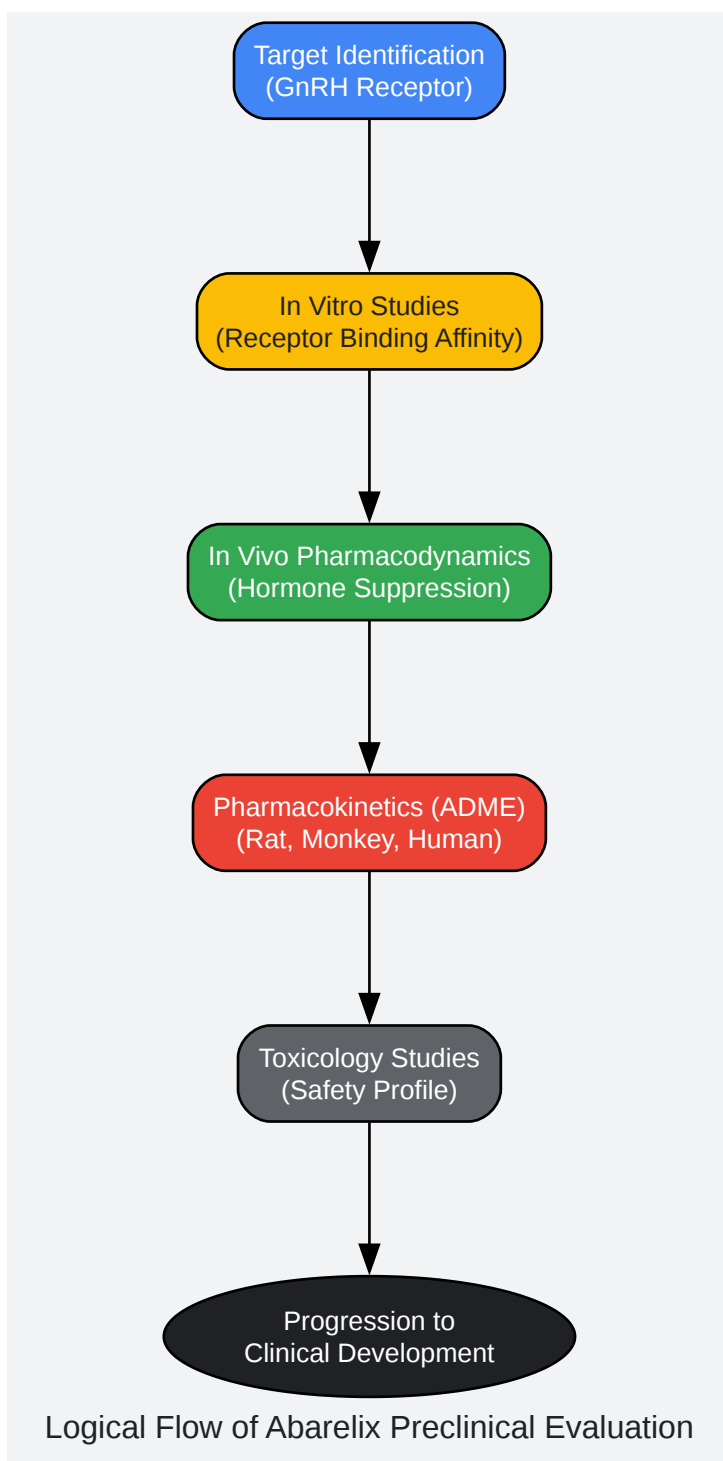 Target Identification
(GnRH Receptor)
In Vitro Studies
(Receptor Binding Affinity)
In Vivo Pharmacodynamics
(Hormone Suppression)
Pharmacokinetics (ADME)
(Rat, Monkey, Human)
Toxicology Studies
(Safety Profile)
Progression to
Clinical Development
Logical Flow of Abarelix Preclinical Evaluation